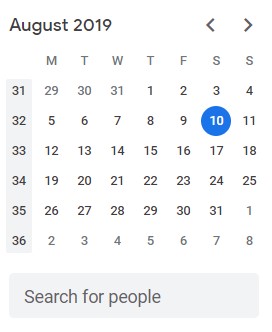 August 2019
M T W T F S S
31 29 30 31 1 2 3 4
32 5 6 7 8 9 10 11
33 12 13 14 15 16 17 18
34 19 20 21 22 23 24 25
35 26 27 28 29 30 31 1
36 2 3 4 5 6 7 8
Search for people